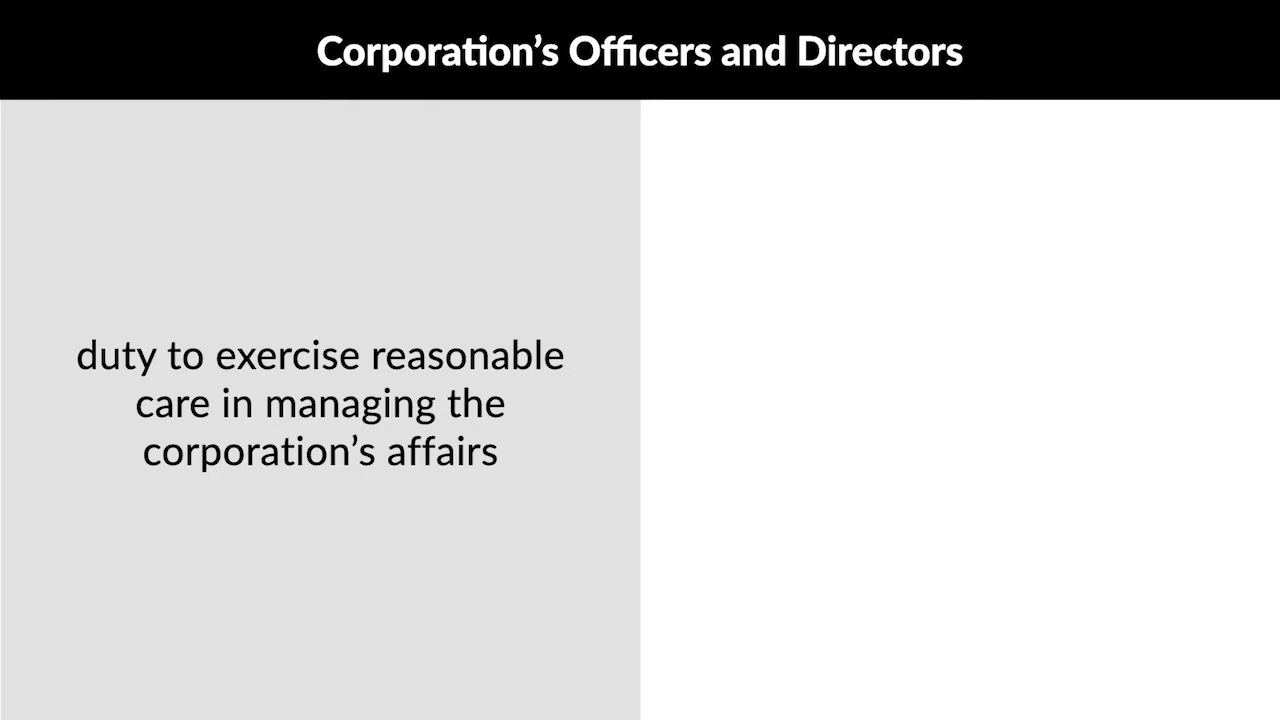 Corporation’s Officers and Directors
duty to exercise reasonable
care in managing the
corporation’s affairs